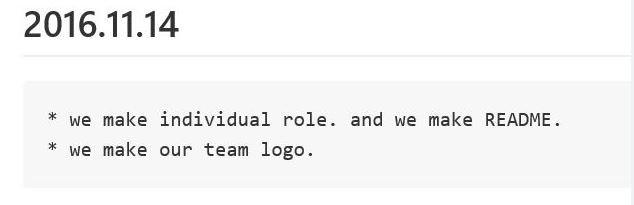 2016.11.14
* we make individual role. and we make README.
* we make our team logo.